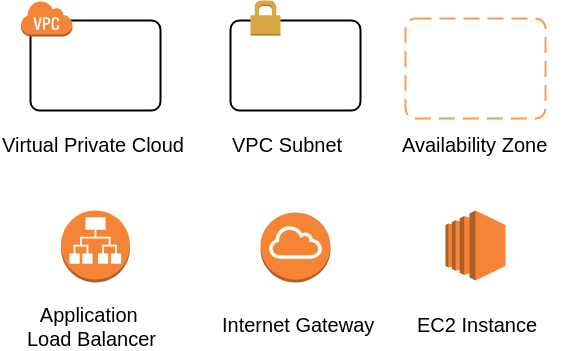 VPC
Virtual Private Cloud
VPC Subnet
Availability Zone
Application
Load Balancer
Internet Gateway
EC2 Instance